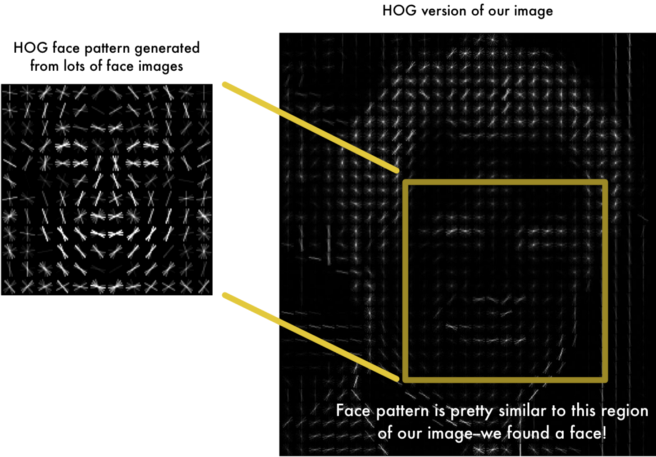 HOG version of our image
HOG face pattern generated
from lots of face images
Face pattern is pretty similar to this region
of our image–we found a face!